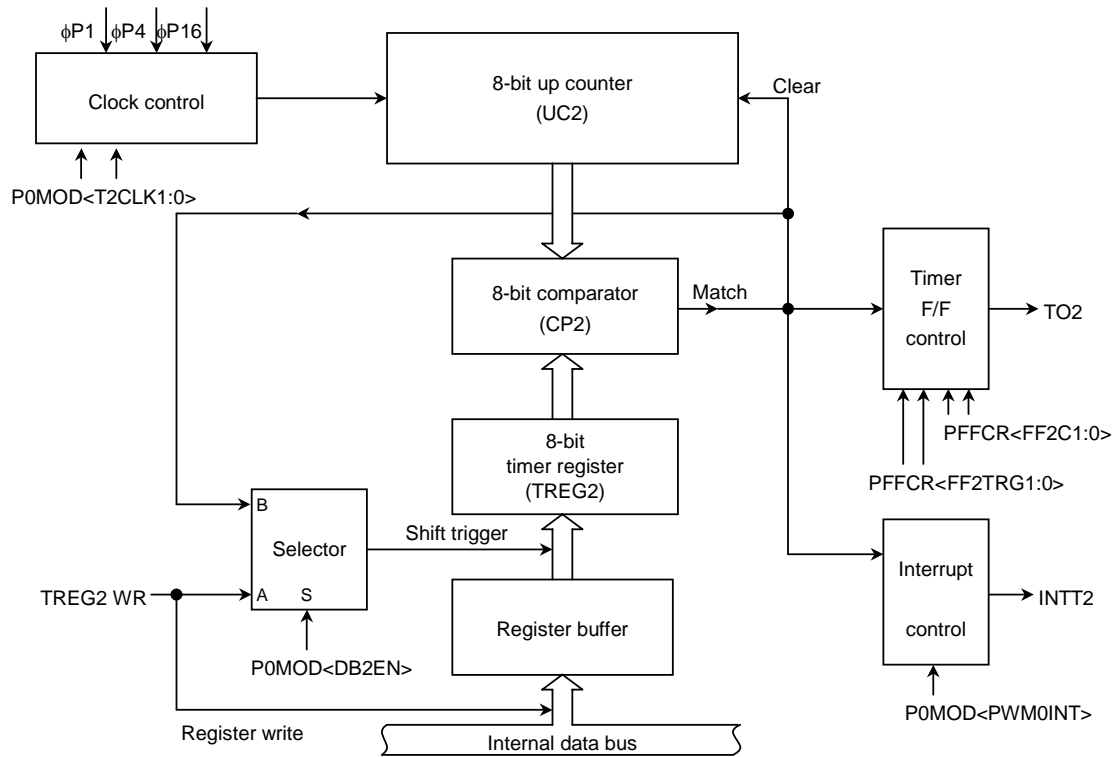 ϕP1 ϕP4 ϕP16
Clock control
P0MOD<T2CLK1:0>
8-bit up counter
(UC2)
Clear
8-bit comparator
(CP2)
Match
Timer
F/F
control
TO2
PFFCR<FF2C1:0>
PFFCR<FF2TRG1:0>
8-bit
timer register
(TREG2)
B
Selector
A S
Shift trigger
TREG2 WR
P0MOD<DB2EN>
Register buffer
Interrupt
control
INTT2
P0MOD<PWM0INT>
Register write
Internal data bus